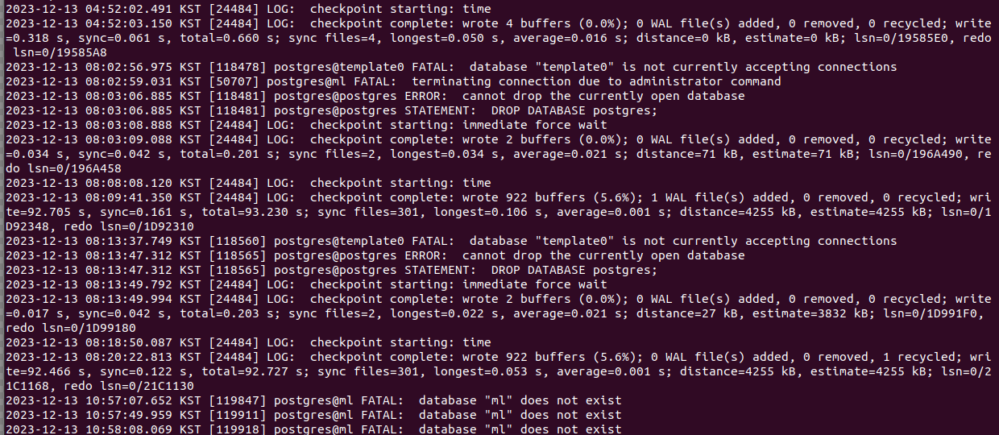 2023-12-13 04:52:02.491 KST [24484] LOG:  checkpoint starting: time
2023-12-13 04:52:03.150 KST [24484] LOG:  checkpoint complete: wrote 4 buffers (0.0%); 0 WAL file(s) added, 0 removed, 0 recycled; write
=0.318 s, sync=0.061 s, total=0.660 s; sync files=4, longest=0.050 s, average=0.016 s; distance=0 kB, estimate=0 kB; lsn=0/19585E0, redo
 lsn=0/19585A8
2023-12-13 08:02:56.975 KST [118478] postgres@template0 FATAL:  database "template0" is not currently accepting connections
2023-12-13 08:02:59.031 KST [50707] postgres@ml FATAL:  terminating connection due to administrator command
2023-12-13 08:03:06.885 KST [118481] postgres@postgres ERROR:  cannot drop the currently open database
2023-12-13 08:03:06.885 KST [118481] postgres@postgres STATEMENT:  DROP DATABASE postgres;
2023-12-13 08:03:08.888 KST [24484] LOG:  checkpoint starting: immediate force wait
2023-12-13 08:03:09.088 KST [24484] LOG:  checkpoint complete: wrote 2 buffers (0.0%); 0 WAL file(s) added, 0 removed, 0 recycled; write
=0.034 s, sync=0.042 s, total=0.201 s; sync files=2, longest=0.034 s, average=0.021 s; distance=71 kB, estimate=71 kB; lsn=0/196A490, re
do lsn=0/196A458
2023-12-13 08:08:08.120 KST [24484] LOG:  checkpoint starting: time
2023-12-13 08:09:41.350 KST [24484] LOG:  checkpoint complete: wrote 922 buffers (5.6%); 1 WAL file(s) added, 0 removed, 0 recycled; wri
te=92.705 s, sync=0.161 s, total=93.230 s; sync files=301, longest=0.106 s, average=0.001 s; distance=4255 kB, estimate=4255 kB; lsn=0/1
D92348, redo lsn=0/1D92310
2023-12-13 08:13:37.749 KST [118560] postgres@template0 FATAL:  database "template0" is not currently accepting connections
2023-12-13 08:13:47.312 KST [118565] postgres@postgres ERROR:  cannot drop the currently open database
2023-12-13 08:13:47.312 KST [118565] postgres@postgres STATEMENT:  DROP DATABASE postgres;
2023-12-13 08:13:49.792 KST [24484] LOG:  checkpoint starting: immediate force wait
2023-12-13 08:13:49.994 KST [24484] LOG:  checkpoint complete: wrote 2 buffers (0.0%); 0 WAL file(s) added, 0 removed, 0 recycled; write
=0.017 s, sync=0.042 s, total=0.203 s; sync files=2, longest=0.022 s, average=0.021 s; distance=27 kB, estimate=3832 kB; lsn=0/1D991F0,
redo lsn=0/1D99180
2023-12-13 08:18:50.087 KST [24484] LOG:  checkpoint starting: time
2023-12-13 08:20:22.813 KST [24484] LOG:  checkpoint complete: wrote 922 buffers (5.6%); 0 WAL file(s) added, 0 removed, 1 recycled; wri
te=92.466 s, sync=0.122 s, total=92.727 s; sync files=301, longest=0.053 s, average=0.001 s; distance=4255 kB, estimate=4255 kB; lsn=0/2
1C1168, redo lsn=0/21C1130
2023-12-13 10:57:07.652 KST [119847] postgres@ml FATAL:  database "ml" does not exist
2023-12-13 10:57:49.959 KST [119911] postgres@ml FATAL:  database "ml" does not exist
2023-12-13 10:58:08.069 KST [119918] postgres@ml FATAL:  database "ml" does not exist